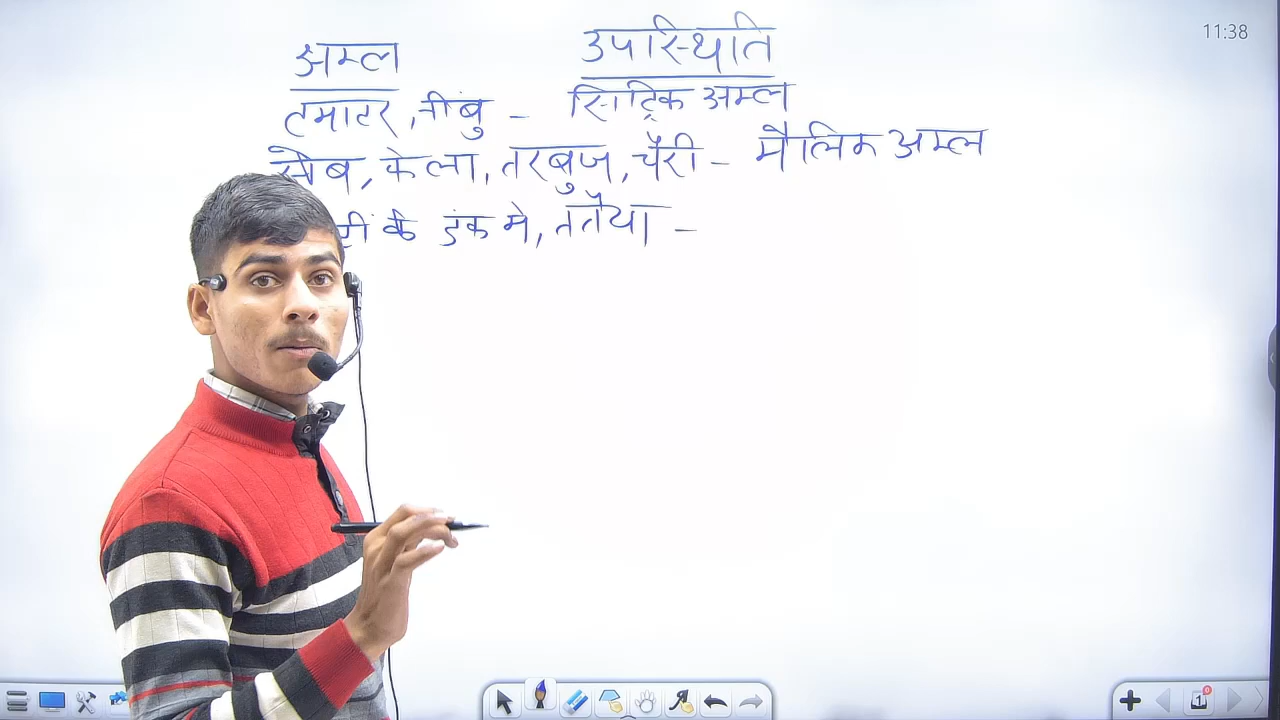 अम्ल उपस्थिति
टमाटर, नींबु - सिट्रिक अम्ल
सेब, केला, तरबुज, चैरी - मैलिक अम्ल
के डंक मे, ततैया -
11:38